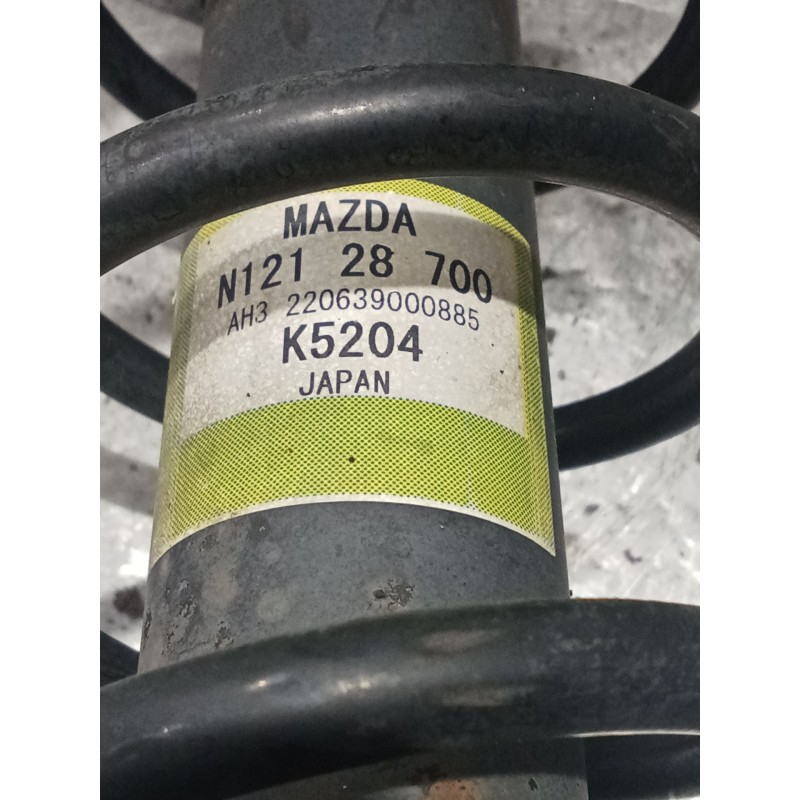 MAZDA
N121 28 700
AH3 220639000885
K5204
JAPAN